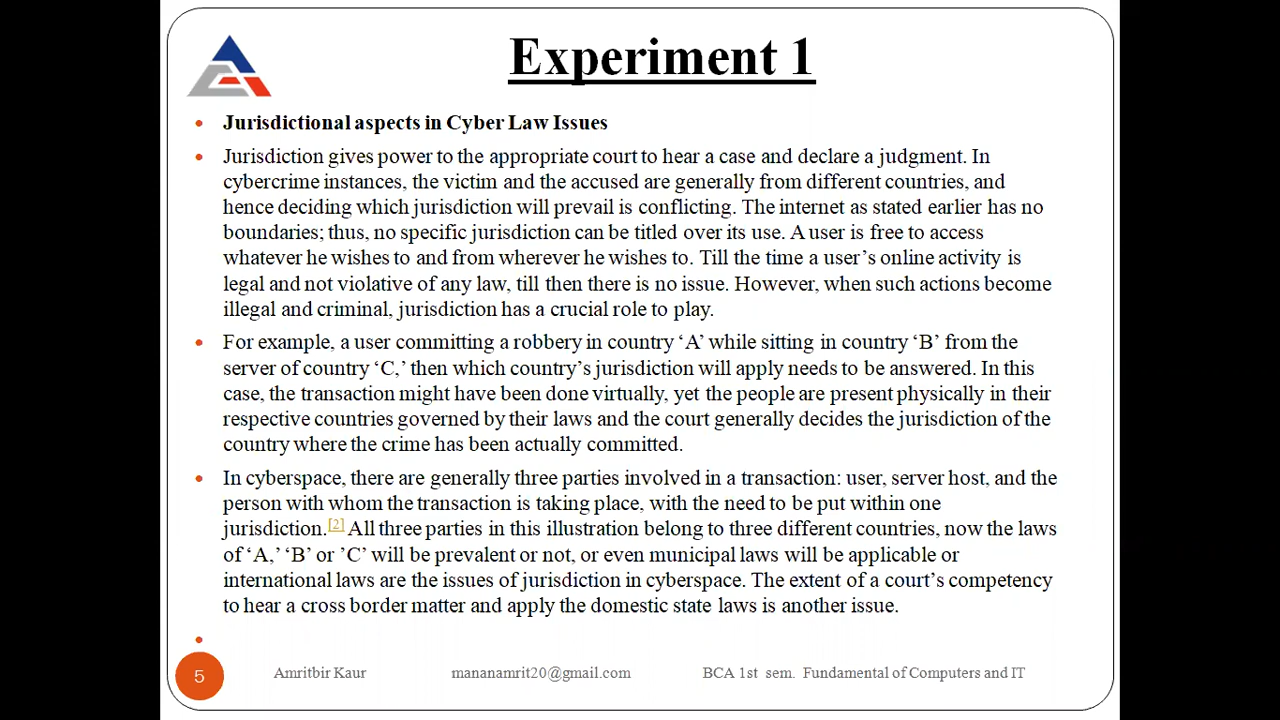 Experiment 1
Jurisdictional aspects in Cyber Law Issues
Jurisdiction gives power to the appropriate court to hear a case and declare a judgment. In
cybercrime instances, the victim and the accused are generally from different countries, and
hence deciding which jurisdiction will prevail is conflicting. The internet as stated earlier has no
boundaries; thus, no specific jurisdiction can be titled over its use. A user is free to access
whatever he wishes to and from wherever he wishes to. Till the time a user’s online activity is
legal and not violative of any law, till then there is no issue. However, when such actions become
illegal and criminal, jurisdiction has a crucial role to play.
For example, a user committing a robbery in country ‘A’ while sitting in country ‘B’ from the
server of country ‘C,’ then which country’s jurisdiction will apply needs to be answered. In this
case, the transaction might have been done virtually, yet the people are present physically in their
respective countries governed by their laws and the court generally decides the jurisdiction of the
country where the crime has been actually committed.
In cyberspace, there are generally three parties involved in a transaction: user, server host, and the
person with whom the transaction is taking place, with the need to be put within one
jurisdiction.[2] All three parties in this illustration belong to three different countries, now the laws
of ‘A,’ ‘B’ or ’C’ will be prevalent or not, or even municipal laws will be applicable or
international laws are the issues of jurisdiction in cyberspace. The extent of a court’s competency
to hear a cross border matter and apply the domestic state laws is another issue.
5 Amritbir Kaur mananamrit20@gmail.com BCA 1st sem. Fundamental of Computers and IT